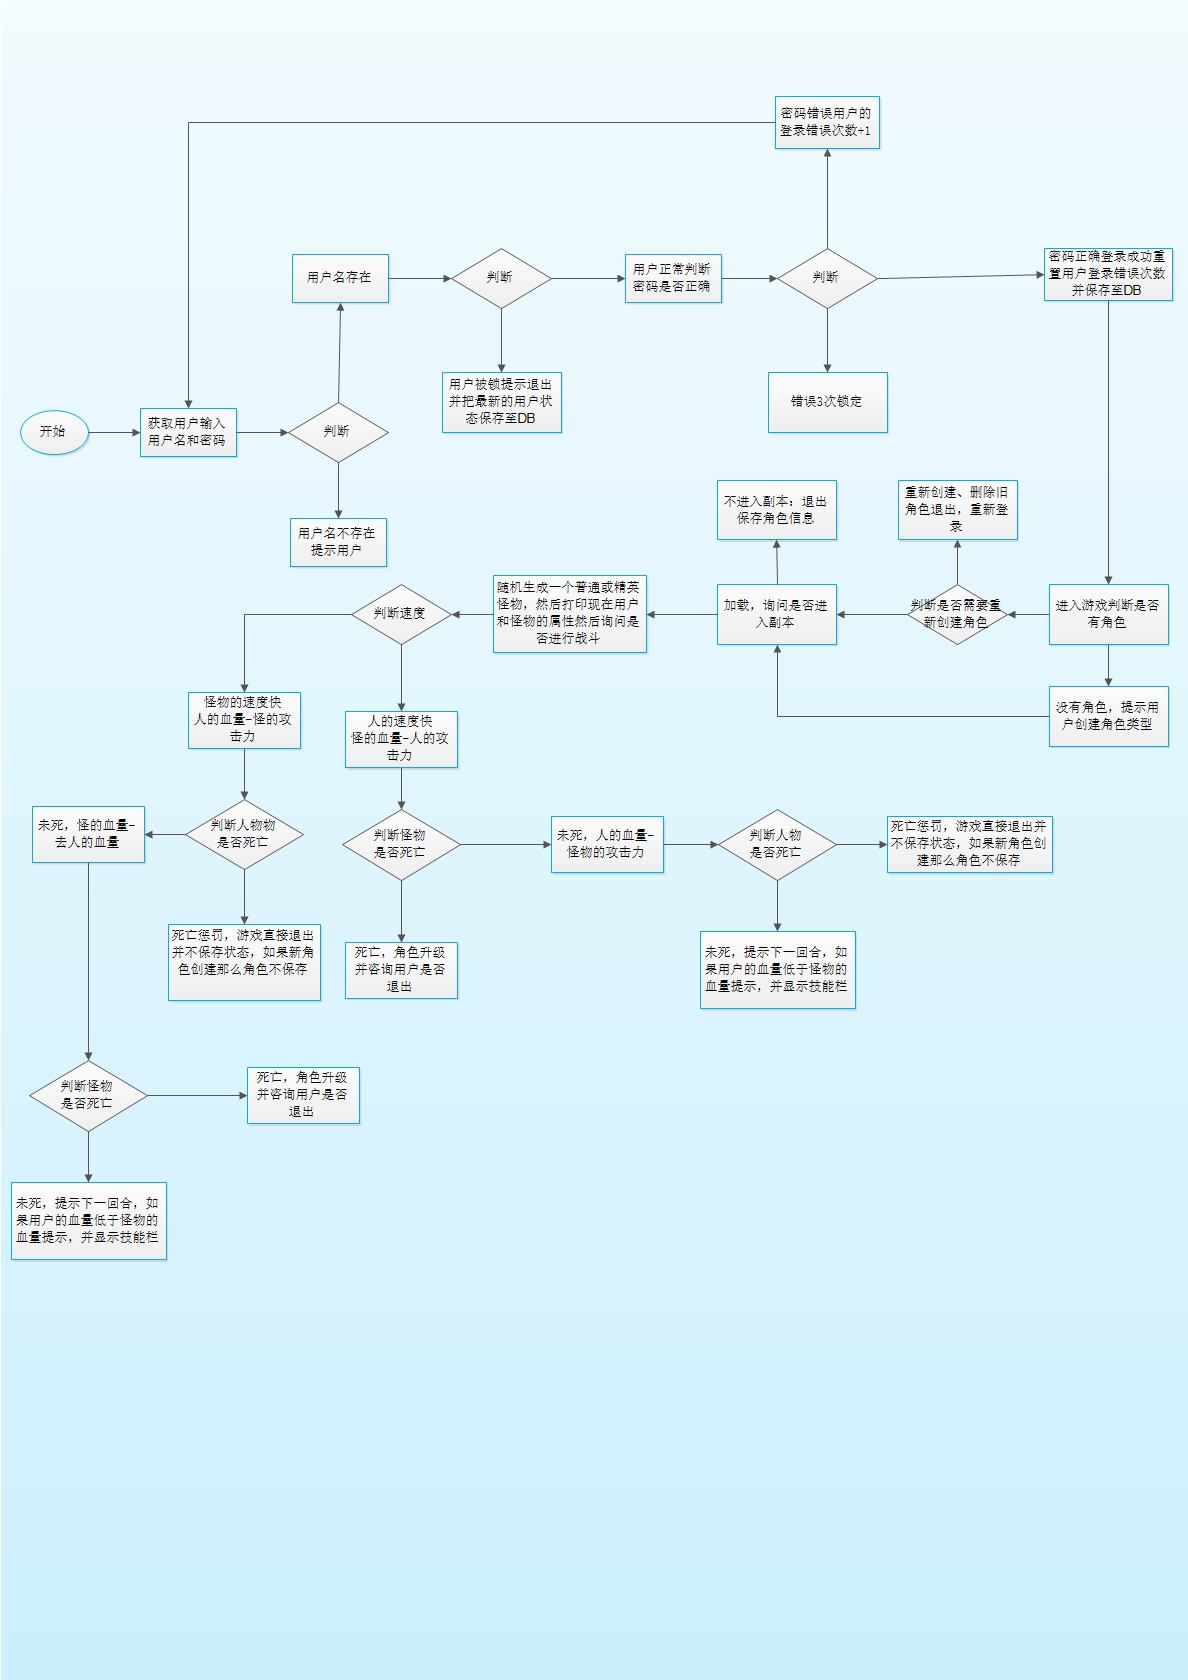 密码错误用户的
登录错误次数+1
用户名存在
判断
用户正常判断
密码是否正确
判断
密码正确登录成功重
置用户登录错误次数
并保存至DB
用户被锁提示退出
并把最新的用户状
态保存至DB
错误3次锁定
开始
获取用户输入
用户名和密码
判断
用户名不存在
提示用户
不进入副本：退出
保存角色信息
重新创建、删除旧
角色退出，重新登
录
随机生成一个普通或精英
怪物，然后打印现在用户
和怪物的属性然后询问是
否进行战斗
判断速度
加载，询问是否进
入副本
判断是否需要重
新创建角色
进入游戏判断是否
有角色
没有角色，提示用
户创建角色类型
怪物的速度快
人的血量-怪的攻
击力
人的速度快
怪的血量-人的攻
击力
未死，怪的血量-
去人的血量
判断人物物
是否死亡
判断怪物
是否死亡
未死，人的血量-
怪物的攻击力
判断人物
是否死亡
死亡惩罚，游戏直接退出并
不保存状态，如果新角色创
建那么角色不保存
死亡惩罚，游戏直接退出
并不保存状态，如果新角
色创建那么角色不保存
死亡，角色升级
并咨询用户是否
退出
未死，提示下一回合，如
果用户的血量低于怪物的
血量提示，并显示技能栏
判断怪物
是否死亡
死亡，角色升级
并咨询用户是否
退出
未死，提示下一回合，如
果用户的血量低于怪物的
血量提示，并显示技能栏